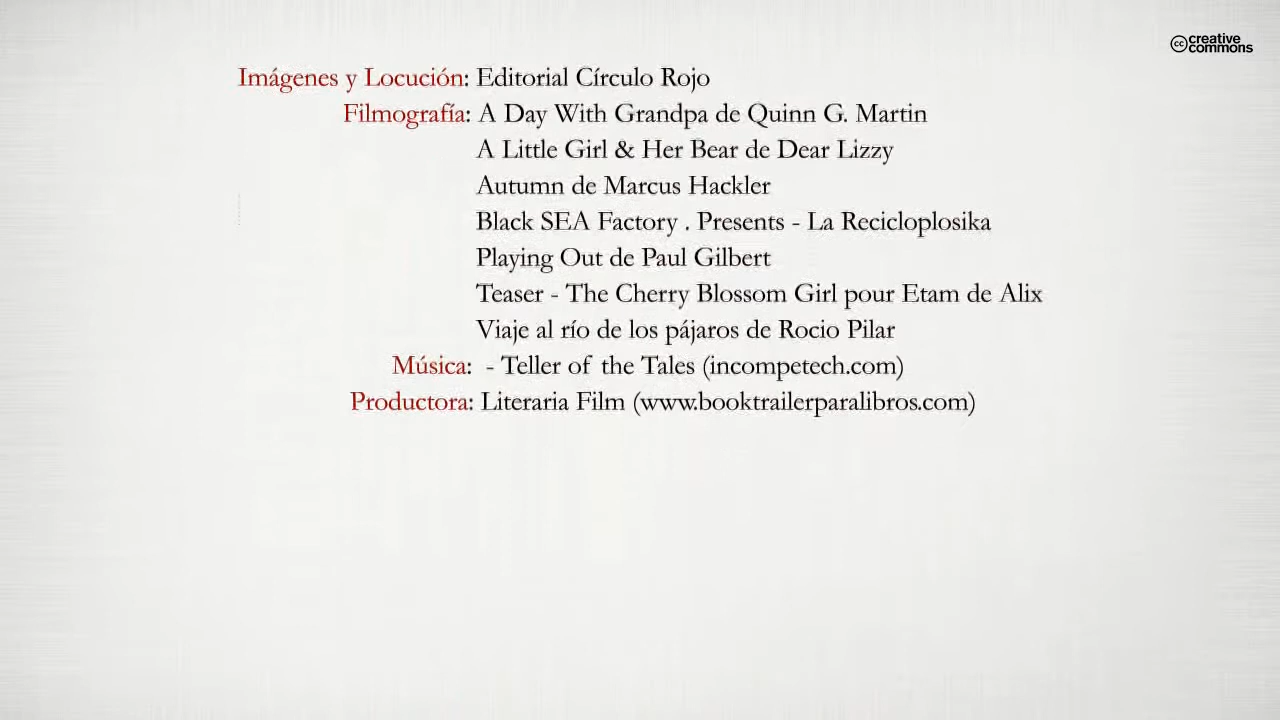 creative
commons
Imágenes y Locución: Editorial Círculo Rojo
Filmografía: A Day With Grandpa de Quinn G. Martin
A Little Girl & Her Bear de Dear Lizzy
Autumn de Marcus Hackler
Black SEA Factory . Presents - La Recicloplosika
Playing Out de Paul Gilbert
Teaser - The Cherry Blossom Girl pour Etam de Alix
Viaje al río de los pájaros de Rocio Pilar
Música: - Teller of the Tales (incompetech.com)
Productora: Literaria Film (www.booktrailerparalibros.com)